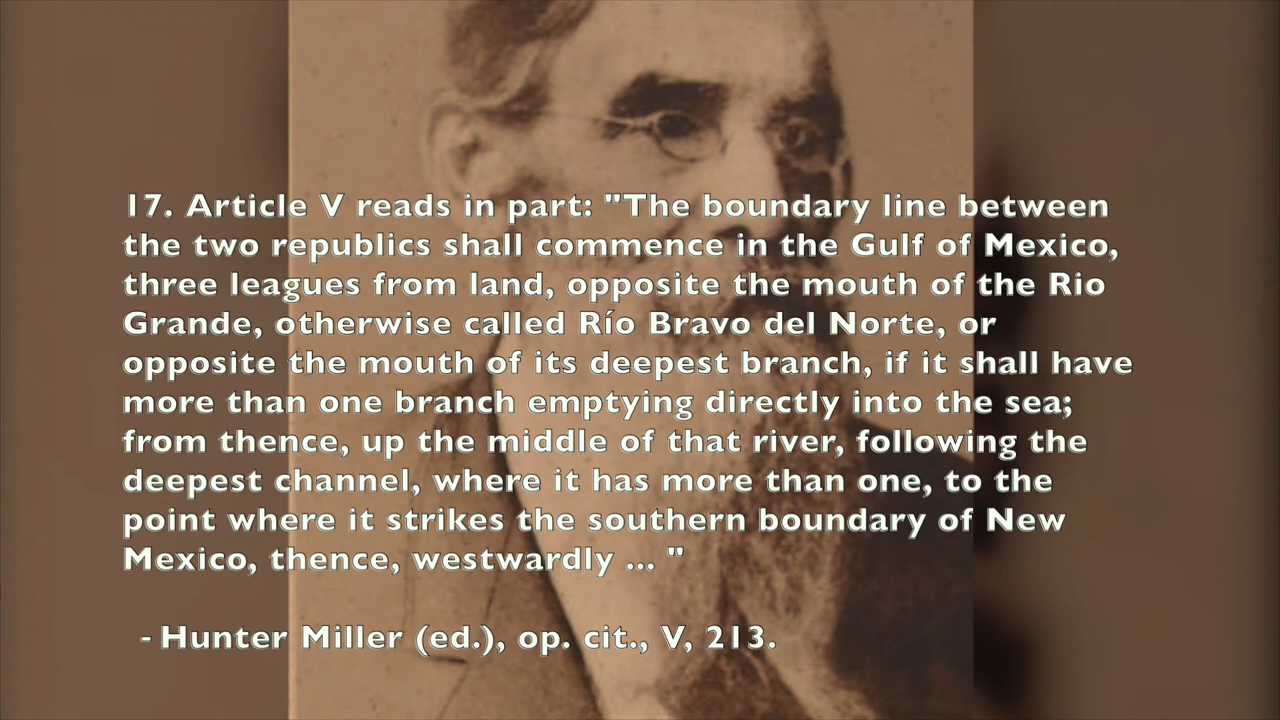 17. Article V reads in part: "The boundary line between
the two republics shall commence in the Gulf of Mexico,
three leagues from land, opposite the mouth of the Rio
Grande, otherwise called Río Bravo del Norte, or
opposite the mouth of its deepest branch, if it shall have
more than one branch emptying directly into the sea;
from thence, up the middle of that river, following the
deepest channel, where it has more than one, to the
point where it strikes the southern boundary of New
Mexico, thence, westwardly ... "
- Hunter Miller (ed.), op. cit., V, 213.